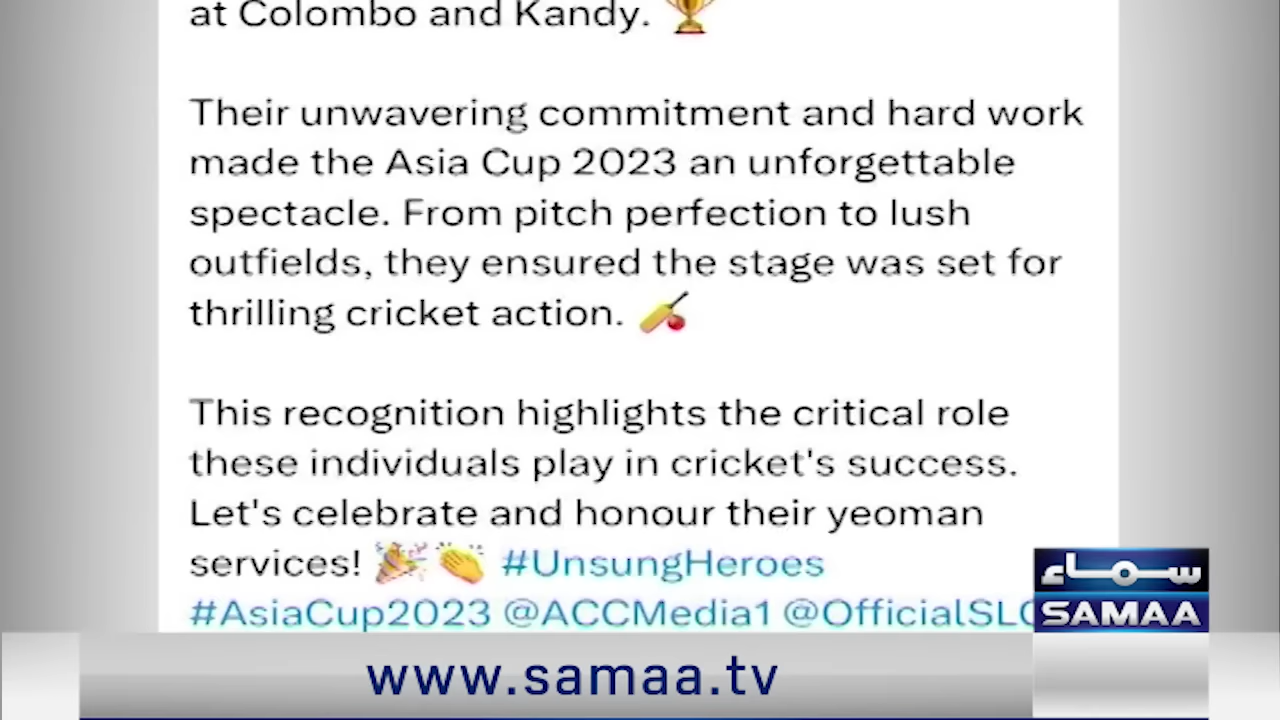 at Colombo and Kandy. 🏆
Their unwavering commitment and hard work
made the Asia Cup 2023 an unforgettable
spectacle. From pitch perfection to lush
outfields, they ensured the stage was set for
thrilling cricket action. 🏏
This recognition highlights the critical role
these individuals play in cricket's success.
Let's celebrate and honour their yeoman
services! 🎉👏 #UnsungHeroes
#AsiaCup2023 @ACCMedia1 @OfficialSLC
سماء
SAMAA
www.samaa.tv